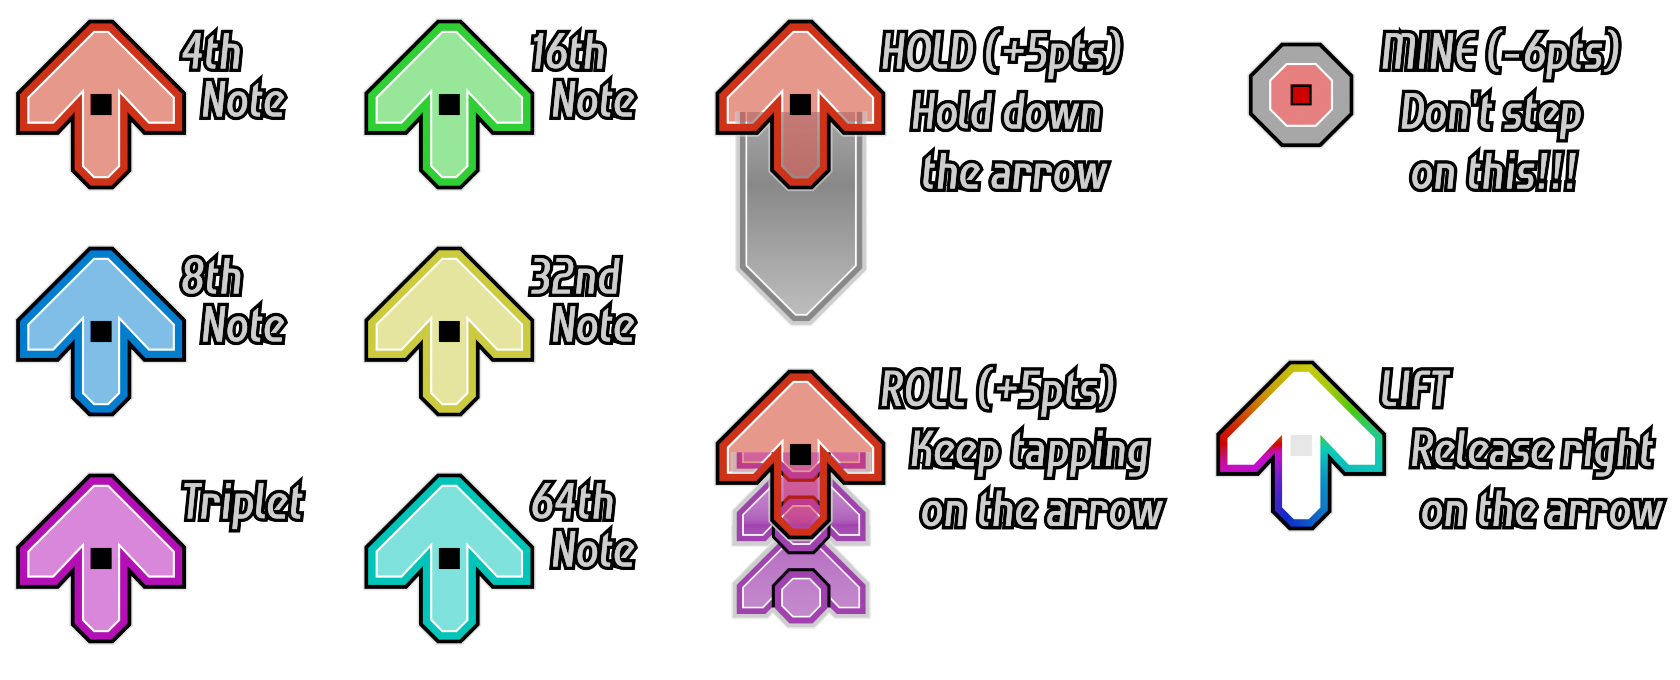 4th
Note
16th
Note
HOLD (+5pts)
Hold down
the arrow
MINE (-6pts)
Don't step
on this!!!
8th
Note
32nd
Note
ROLL (+5pts)
Keep tapping
on the arrow
LIFT
Release right
on the arrow
Triplet
64th
Note